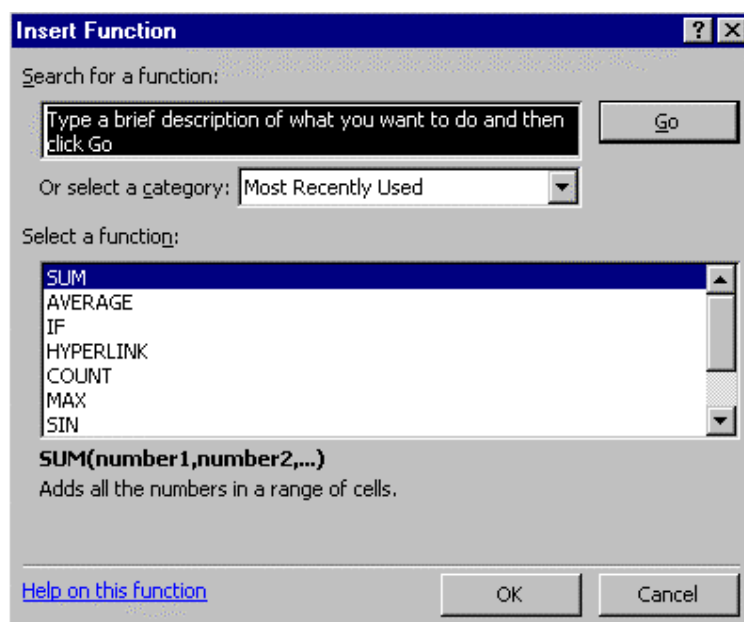 Insert Function
Search for a function:
Type a brief description of what you want to do and then
click Go
Go
Or select a category: Most Recently Used
Select a function:
SUM
AVERAGE
IF
HYPERLINK
COUNT
MAX
SIN
SUM(number1,number2,...)
Adds all the numbers in a range of cells.
Help on this function
OK
Cancel